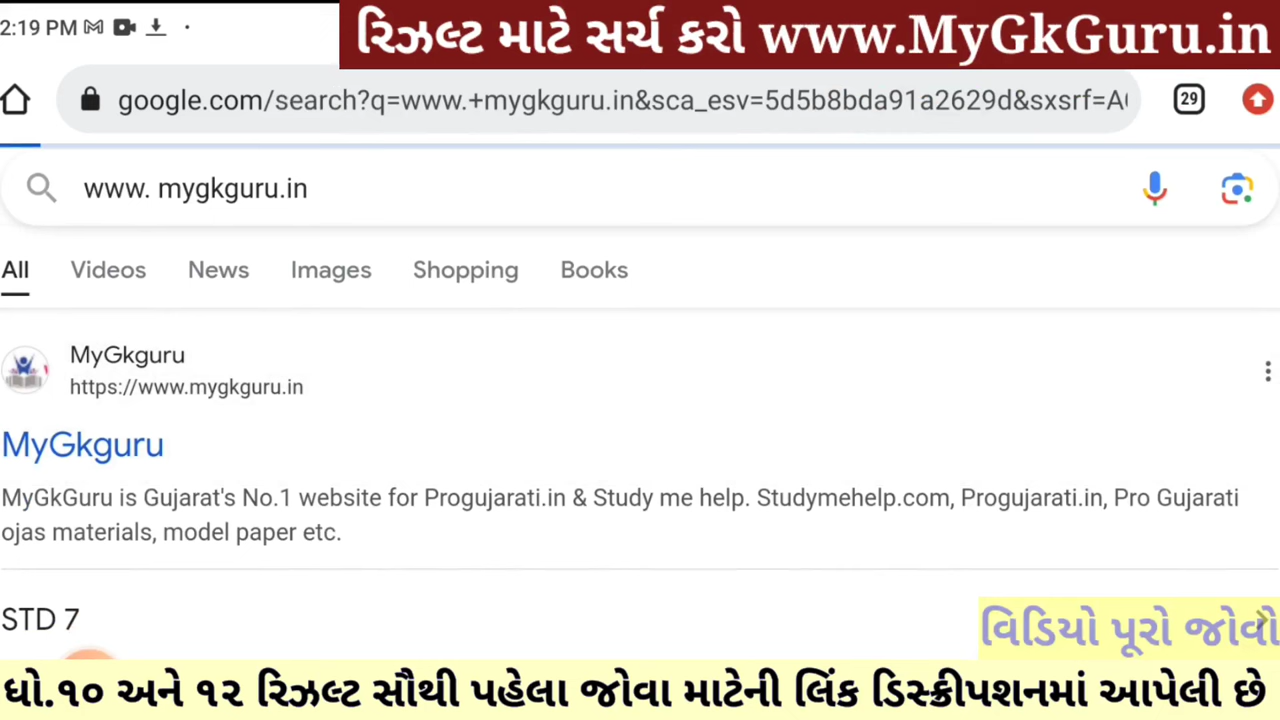 2:19 PM
રિઝલ્ટ માટે સર્ચ કરો www.MyGkGuru.in
google.com/search?q=www.+mygkguru.in&sca_esv=5d5b8bda91a2629d&sxsrf=A
29
www. mygkguru.in
All Videos News Images Shopping Books
MyGkguru
https://www.mygkguru.in
MyGkguru
MyGkGuru is Gujarat's No.1 website for Progujarati.in & Study me help. Studymehelp.com, Progujarati.in, Pro Gujarati
ojas materials, model paper etc.
STD 7
વિડિયો પૂરો જોવો
ધો.૧૦ અને ૧૨ રિઝલ્ટ સૌથી પહેલા જોવા માટેની લિંક ડિસ્ક્રીપશનમાં આપેલી છે